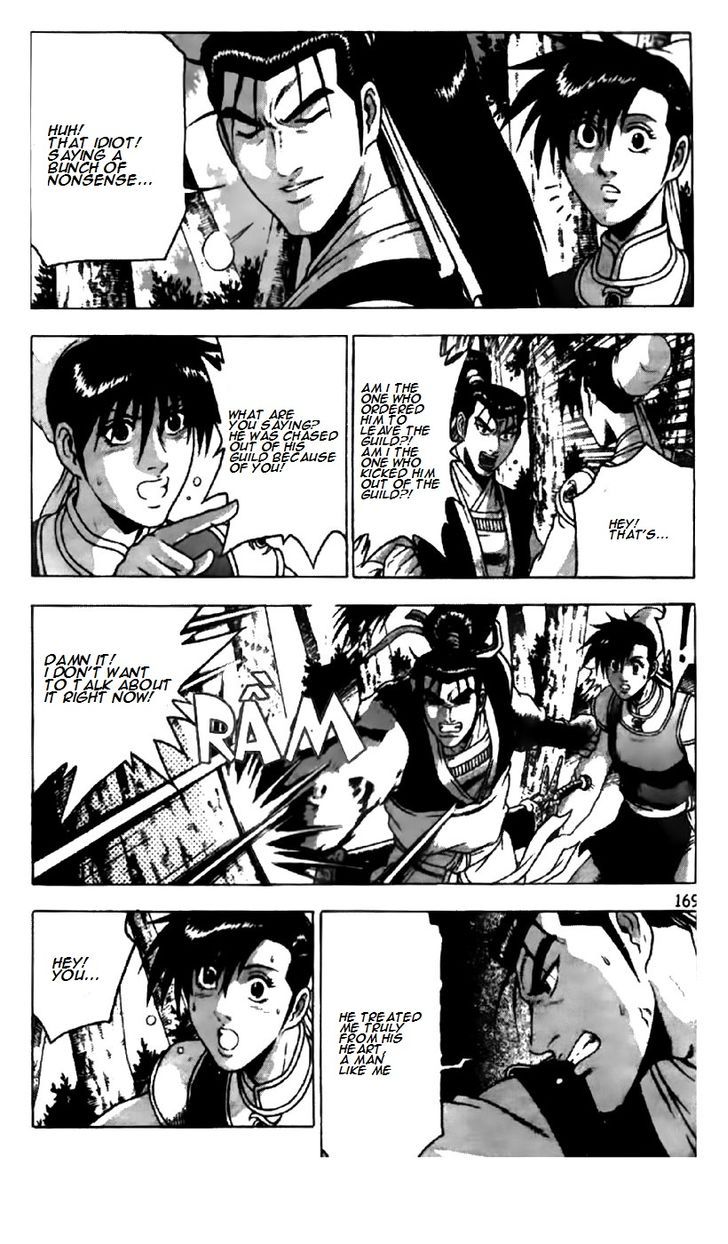 HUH!
THAT IDIOT!
SAYING A
BUNCH OF
NONSENSE...
WHAT ARE
YOU SAYING?
HE WAS CHASED
OUT OF HIS
GUILD BECAUSE
OF YOU!
AM I THE
ONE WHO
ORDERED
HIM TO
LEAVE THE
GUILD?!
AM I THE
ONE WHO
KICKED HIM
OUT OF THE
GUILD?!
HEY!
THAT'S...
DAMN IT!
I DON'T WANT
TO TALK ABOUT
IT RIGHT NOW!
RẦM
169
HEY!
YOU...
HE TREATED
ME TRULY
FROM HIS
HEART
A MAN
LIKE ME